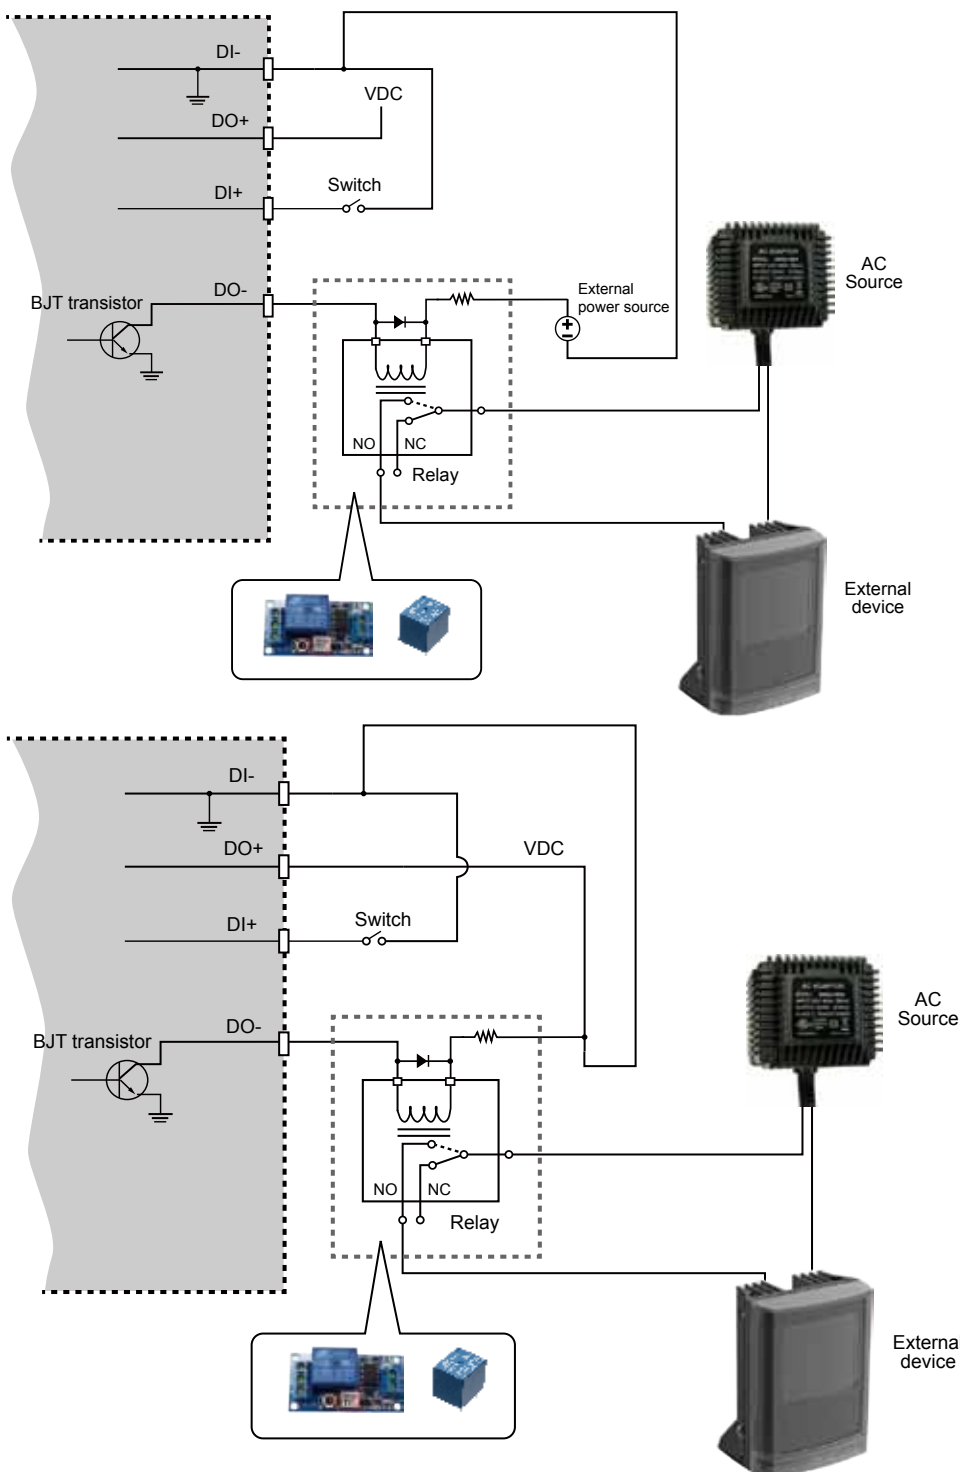 DI-
VDC
DO+
DI+
Switch
DO-
BJT transistor
External
power source
AC
Source
NO
NC
Relay
External
device
DI-
DO+
VDC
DI+
Switch
DO-
BJT transistor
AC
Source
NO
NC
Relay
External
device